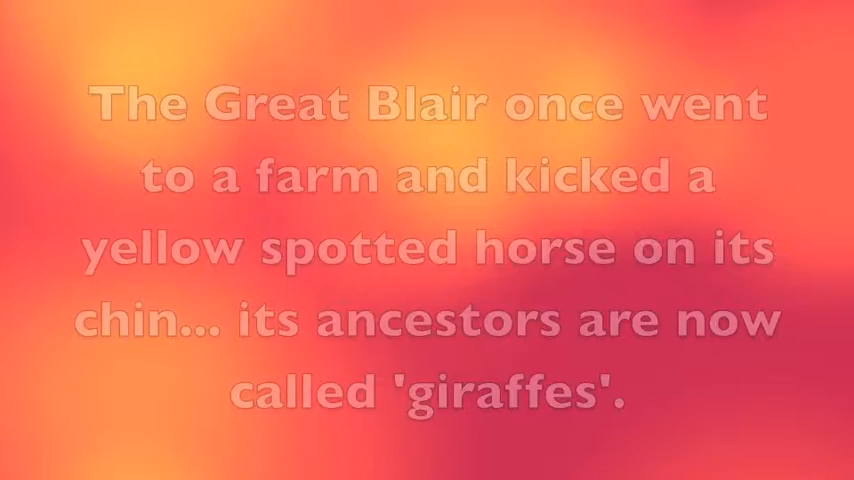 The Great Blair once went
to a farm and kicked a
yellow spotted horse on its
chin... its ancestors are now
called 'giraffes'.